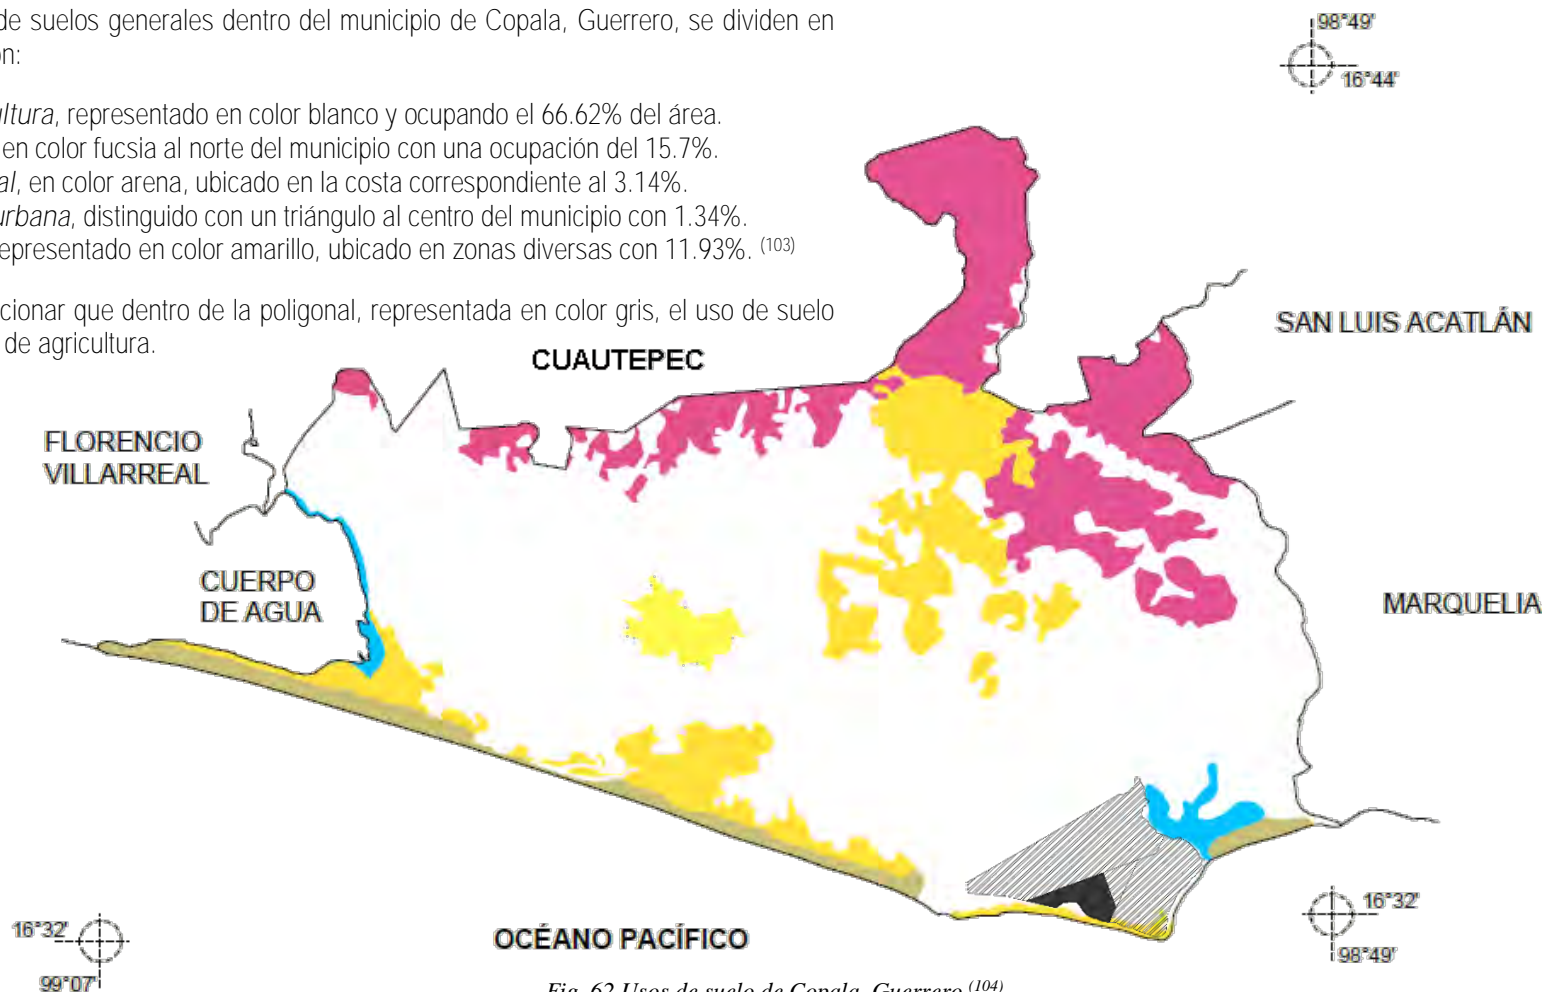 de suelos generales dentro del municipio de Copala, Guerrero, se dividen en
ón:
ultura, representado en color blanco y ocupando el 66.62% del área.
en color fucsia al norte del municipio con una ocupación del 15.7%.
al, en color arena, ubicado en la costa correspondiente al 3.14%.
urbana, distinguido con un triángulo al centro del municipio con 1.34%.
epresentado en color amarillo, ubicado en zonas diversas con 11.93%. (103)
cionar que dentro de la poligonal, representada en color gris, el uso de suelo
de agricultura.
98°49'
16°44'
SAN LUIS ACATLÁN
CUAUTEPEC
FLORENCIO
VILLARREAL
CUERPO
DE AGUA
MARQUELIA
16°32'
99°07'
OCÉANO PACÍFICO
16°32'
98°49'
Fig. 62 Usos de suelo de Copala, Guerrero (104)